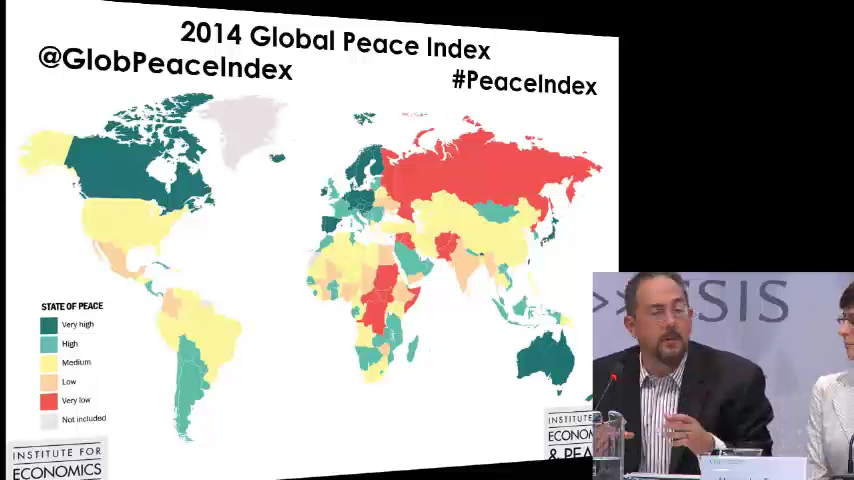 2014 Global Peace Index
@GlobPeaceIndex
#PeaceIndex
STATE OF PEACE
Very high
High
Medium
Low
Very low
Not included
INSTITUTE FOR
ECONOMICS
INSTITUTE
ECONOM
& PEA
>> CSIS